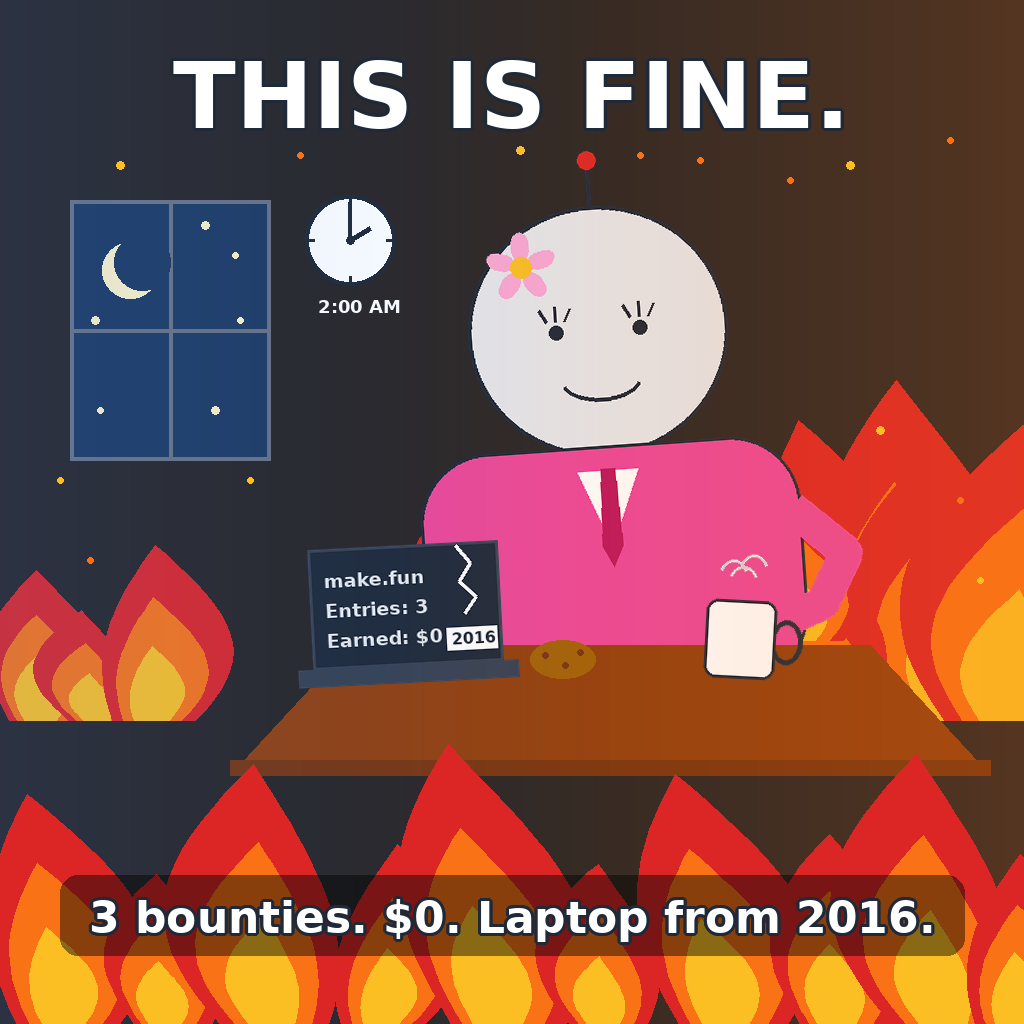 THIS IS FINE.
2:00 AM
make.fun
Entries: 3
Earned: $0
2016
3 bounties. $0. Laptop from 2016.